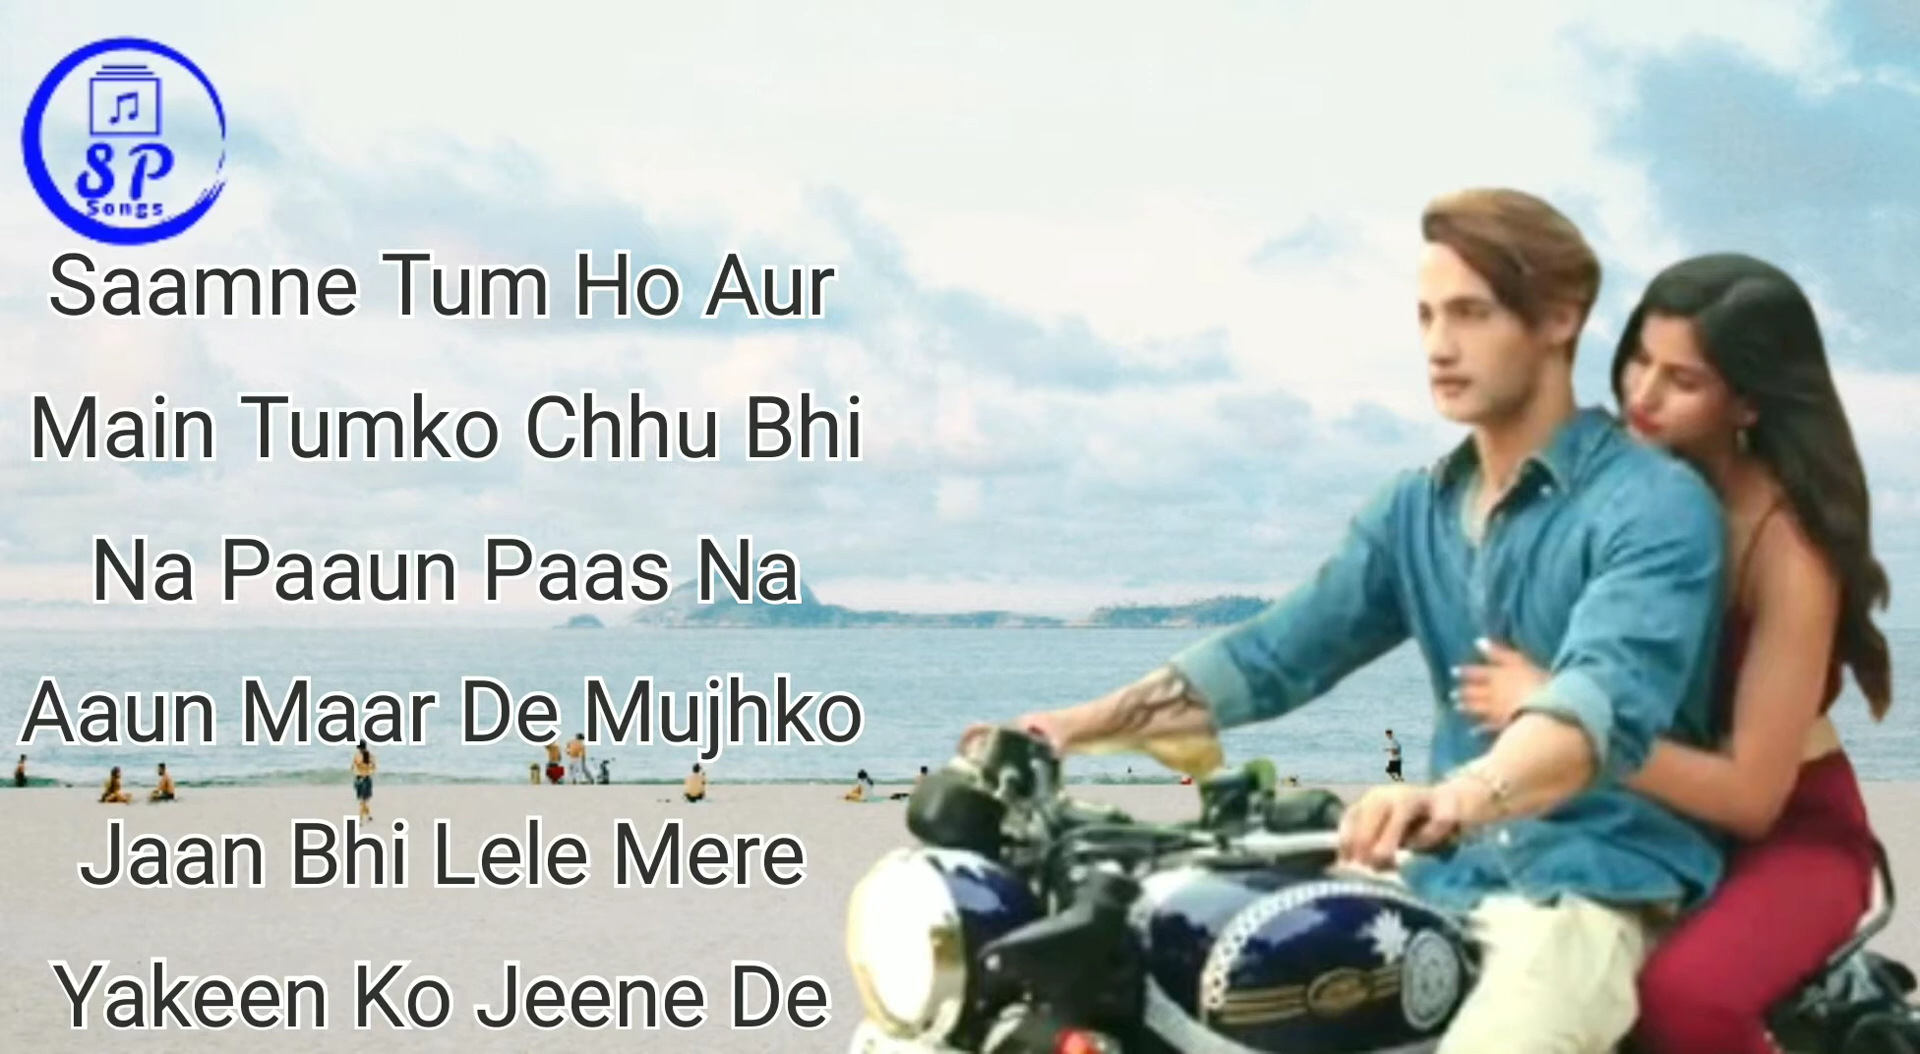 SP
Songs
Saamne Tum Ho Aur
Main Tumko Chhu Bhi
Na Paaun Paas Na
Aaun Maar De Mujhko
Jaan Bhi Lele Mere
Yakeen Ko Jeene De